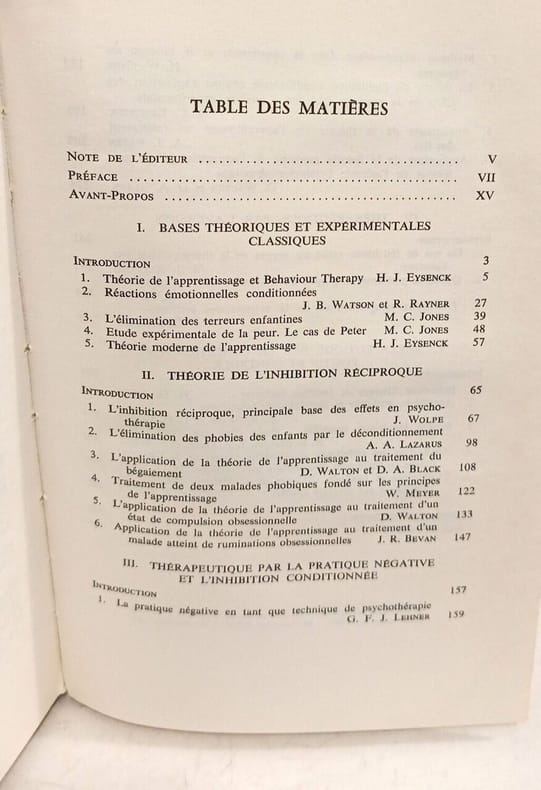 TABLE DES MATIÈRES
NOTE DE L'ÉDITEUR ........................................ V
PRÉFACE .................................................. VII
AVANT-PROPOS ............................................. XV
I. BASES THÉORIQUES ET EXPÉRIMENTALES
CLASSIQUES
INTRODUCTION 3
1. Théorie de l'apprentissage et Behaviour Therapy H. J. EYSENCK 5
2. Réactions émotionnelles conditionnées
J. B. WATSON et R. RAYNER 27
3. L'élimination des terreurs enfantines M. C. JONES 39
4. Etude expérimentale de la peur. Le cas de Peter M. C. JONES 48
5. Théorie moderne de l'apprentissage H. J. EYSENCK 57
II. THÉORIE DE L'INHIBITION RÉCIPROQUE
INTRODUCTION 65
1. L'inhibition réciproque, principale base des effets en psycho-
thérapie J. WOLPE 67
2. L'élimination des phobies des enfants par le déconditionnement
A. A. LAZARUS 98
3. L'application de la théorie de l'apprentissage au traitement du
bégaiement D. WALTON et D. A. BLACK 108
4. Traitement de deux malades phobiques fondé sur les principes
de l'apprentissage W. MEYER 122
5. L'application de la théorie de l'apprentissage au traitement d'un
état de compulsion obsessionnelle D. WALTON 133
6. Application de la théorie de l'apprentissage au traitement d'un
malade atteint de ruminations obsessionnelles J. R. BEVAN 147
III. THÉRAPEUTIQUE PAR LA PRATIQUE NÉGATIVE
ET L'INHIBITION CONDITIONNÉE
INTRODUCTION 157
1. La pratique négative en tant que technique de psychothérapie
G. F. J. LEHNER 159